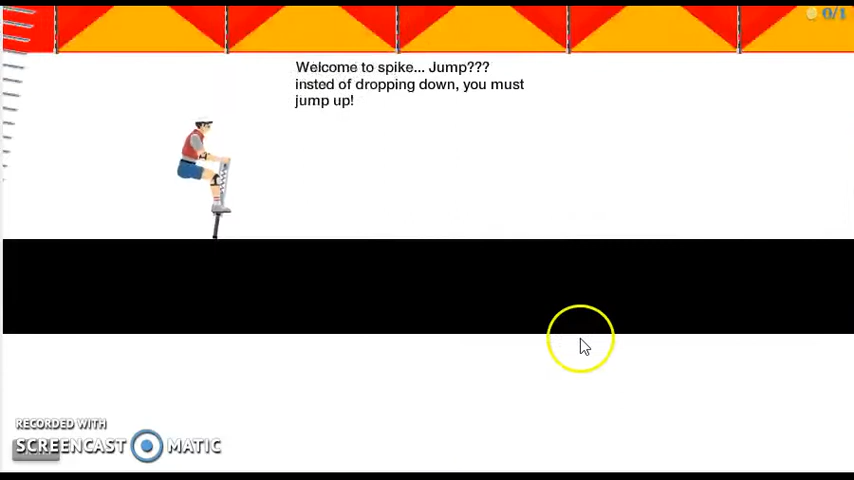 0/1
Welcome to spike... Jump???
insted of dropping down, you must
jump up!
RECORDED WITH
SCREENCAST MATIC